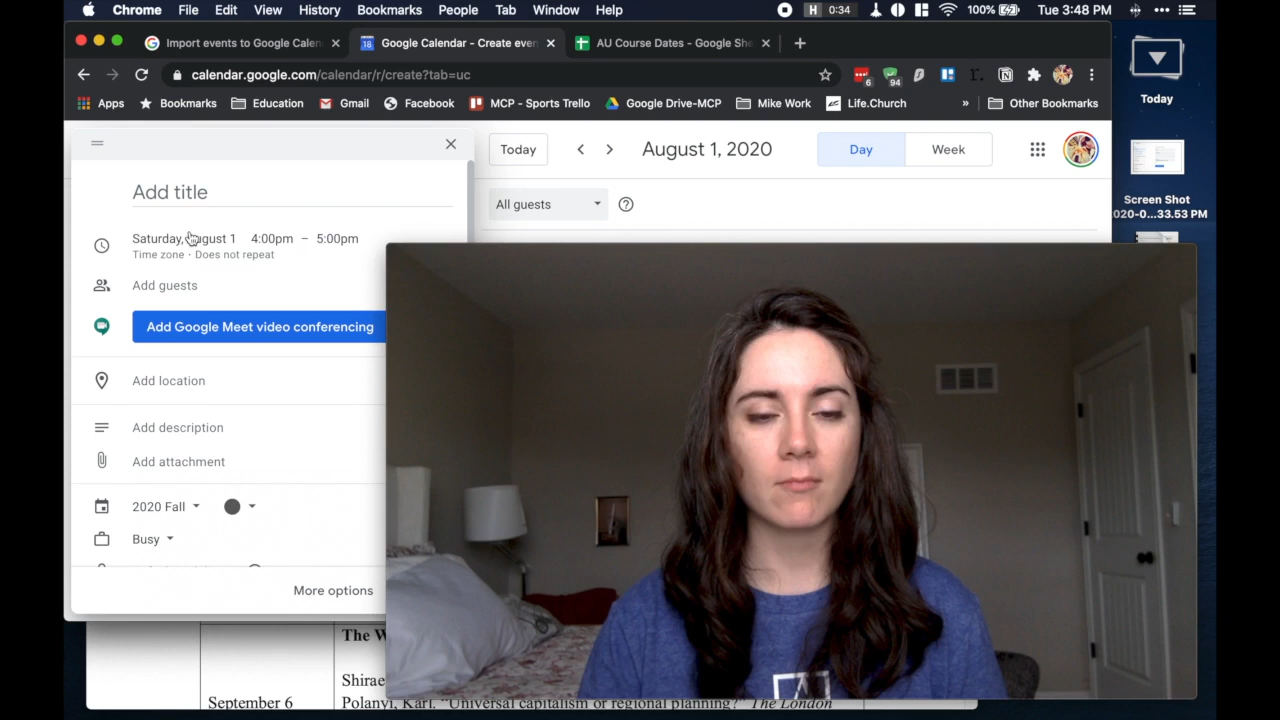 Chrome File Edit View History Bookmarks People Tab Window Help H 0:34 100% Tue 3:48 PM
Import events to Google Calen Google Calendar - Create even AU Course Dates - Google She
calendar.google.com/calendar/r/create?tab=uc 6 94
Apps Bookmarks Education Gmail Facebook MCP - Sports Trello Google Drive-MCP Mike Work Life.Church » Other Bookmarks
Today
Today August 1, 2020 Day Week
Add title
All guests
Screen Shot
020-0...33.53 PM
Saturday, August 1 4:00pm – 5:00pm
Time zone · Does not repeat
Add guests
Add Google Meet video conferencing
Add location
Add description
Add attachment
2020 Fall
Busy
More options
The W
Shirae
September 6 Polanyi, Karl. “Universal capitalism or regional planning?” The London